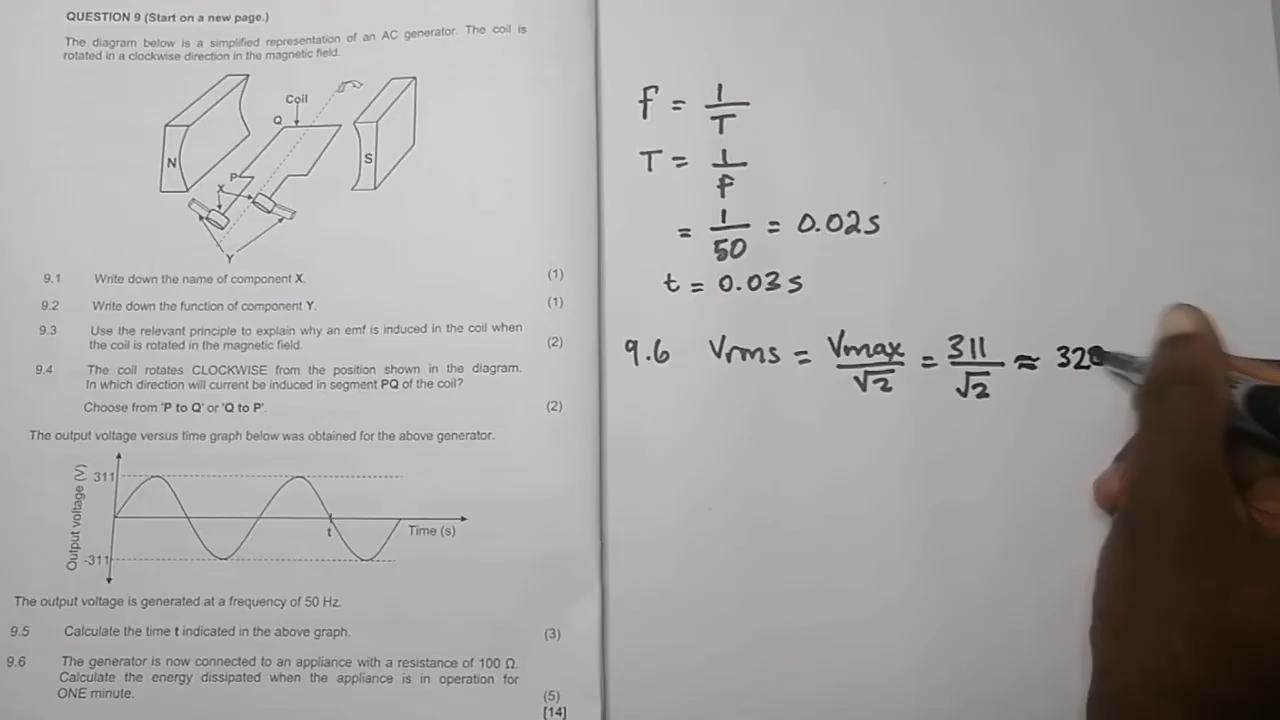 QUESTION 9 (Start on a new page.)
The diagram below is a simplified representation of an AC generator. The coil is
rotated in a clockwise direction in the magnetic field.
Coil
Q
N
S
P
X
Y
9.1 Write down the name of component X. (1)
9.2 Write down the function of component Y. (1)
9.3 Use the relevant principle to explain why an emf is induced in the coil when
the coil is rotated in the magnetic field. (2)
9.4 The coil rotates CLOCKWISE from the position shown in the diagram.
In which direction will current be induced in segment PQ of the coil?
Choose from 'P to Q' or 'Q to P'. (2)
The output voltage versus time graph below was obtained for the above generator.
Output voltage (V)
311
-311
t
Time (s)
The output voltage is generated at a frequency of 50 Hz.
9.5 Calculate the time t indicated in the above graph. (3)
9.6 The generator is now connected to an appliance with a resistance of 100 Ω.
Calculate the energy dissipated when the appliance is in operation for
ONE minute. (5)
[14]
f = 1/T
T = 1/f
= 1/50 = 0.02s
t = 0.03s
9.6 Vrms = Vmax/√2 = 311/√2 ≈